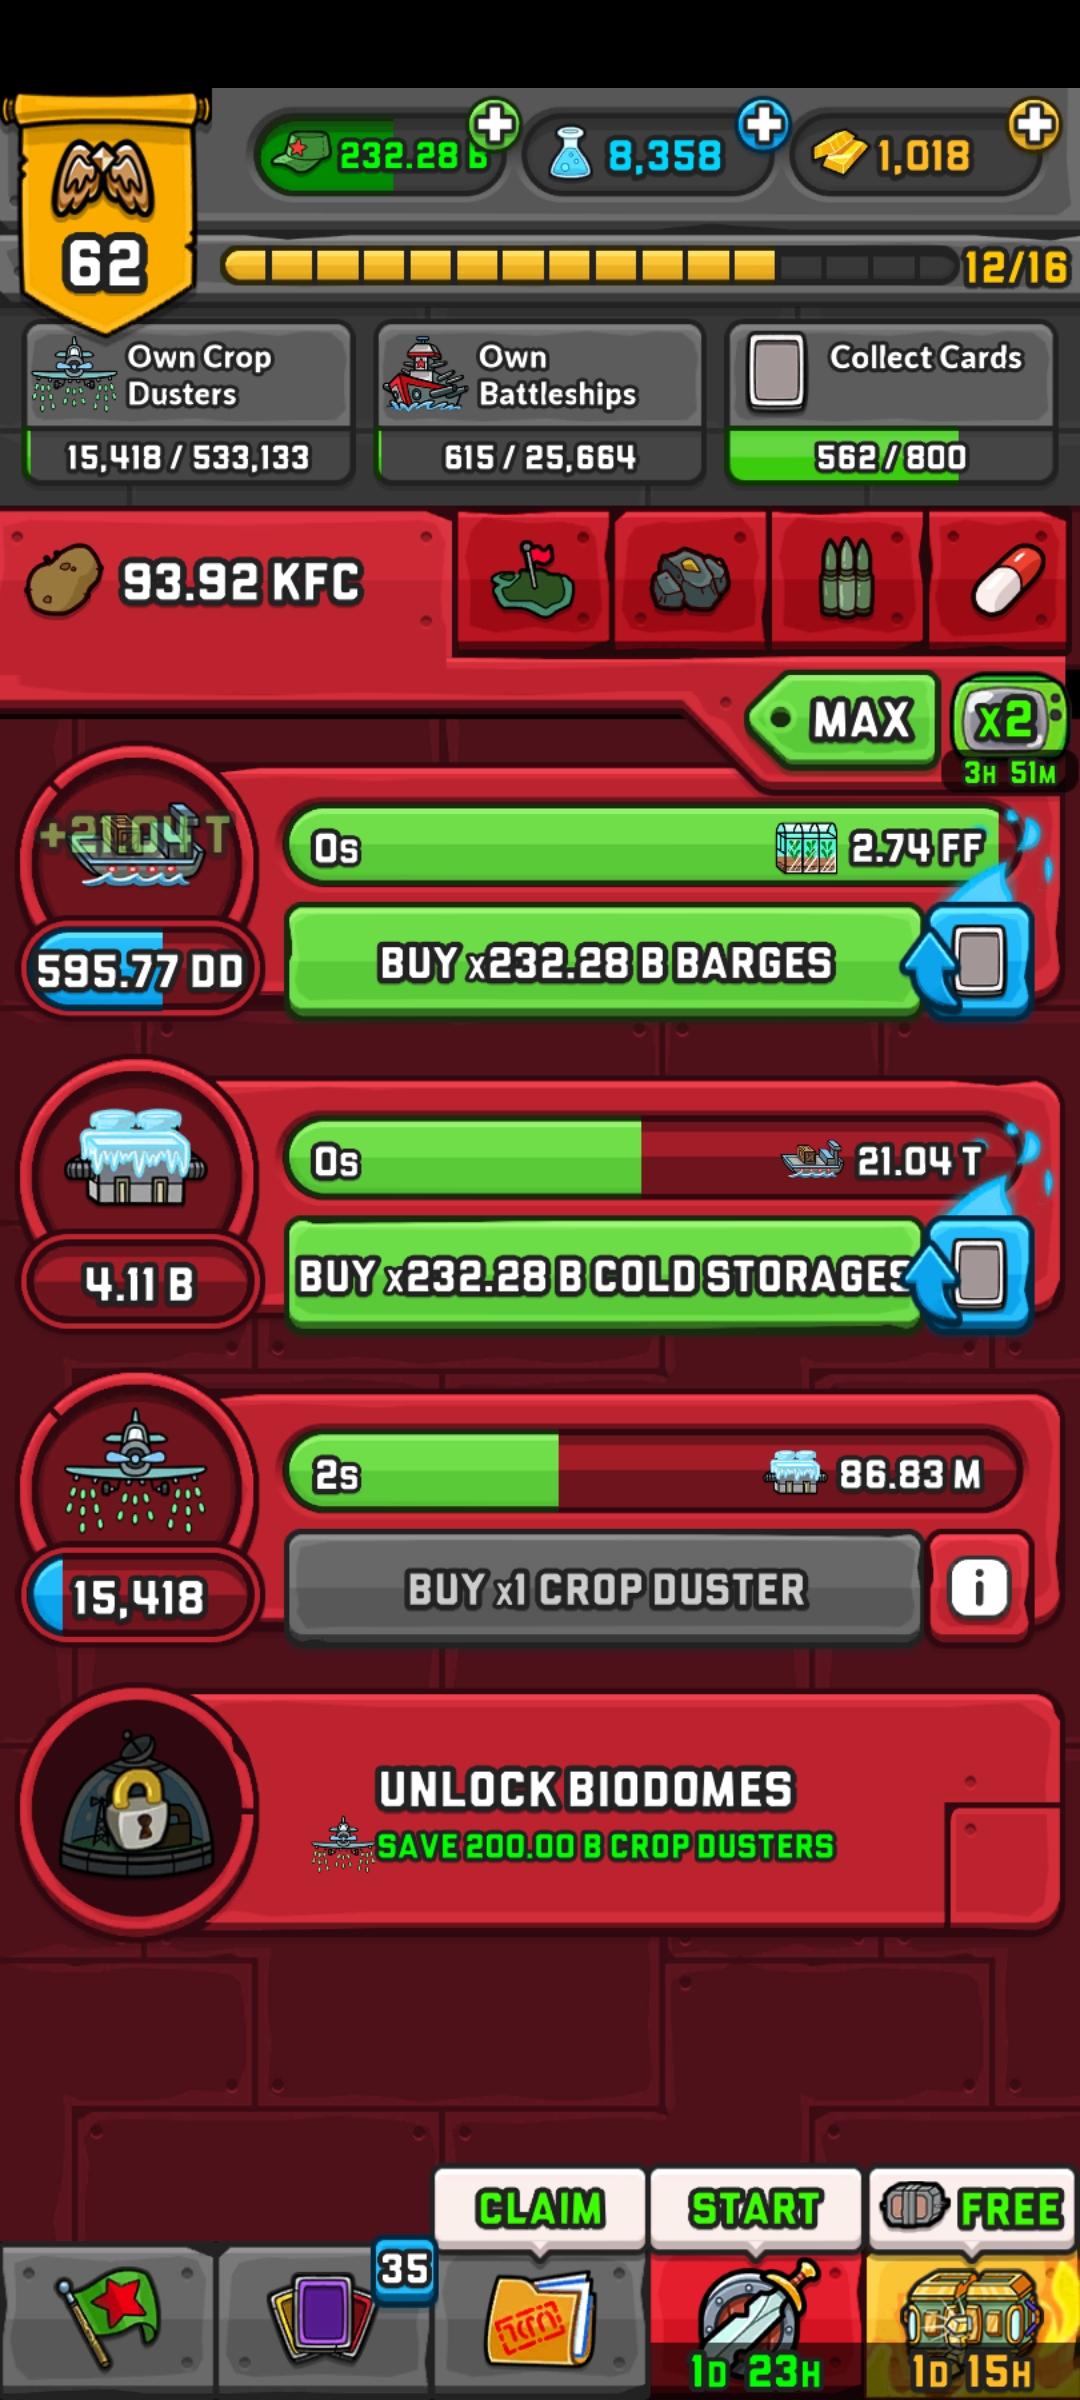 232.28 B
8,358
1,018
62
12/16
Own Crop
Dusters
15,418 / 533,133
Own
Battleships
615 / 25,664
Collect Cards
562 / 800
93.92 KFC
MAX
x2
3H 51M
+21.04 T
0s
2.74 FF
595.77 DD
BUY x232.28 B BARGES
0s
21.04 T
4.11 B
BUY x232.28 B COLD STORAGES
2s
86.83 M
15,418
BUY x1 CROP DUSTER
i
UNLOCK BIODOMES
SAVE 200.00 B CROP DUSTERS
CLAIM
START
FREE
35
1D 23H
1D 15H